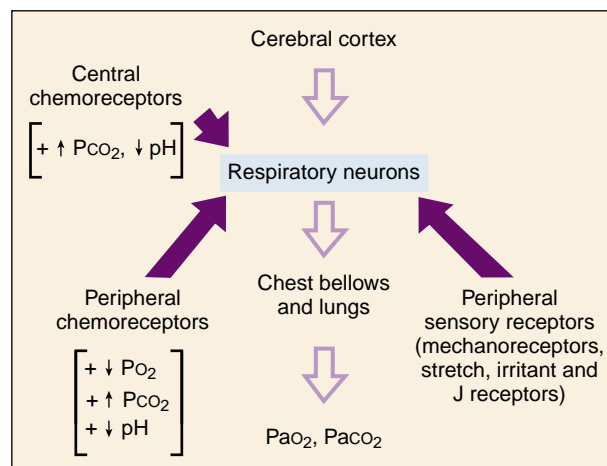 Cerebral cortex
Central
chemoreceptors
+ ↑ PCO₂, ↓ pH
Respiratory neurons
Peripheral
chemoreceptors
+ ↓ PO₂
+ ↑ PCO₂
+ ↓ pH
Chest bellows
and lungs
Peripheral
sensory receptors
(mechanoreceptors,
stretch, irritant and
J receptors)
PaO₂, PaCO₂